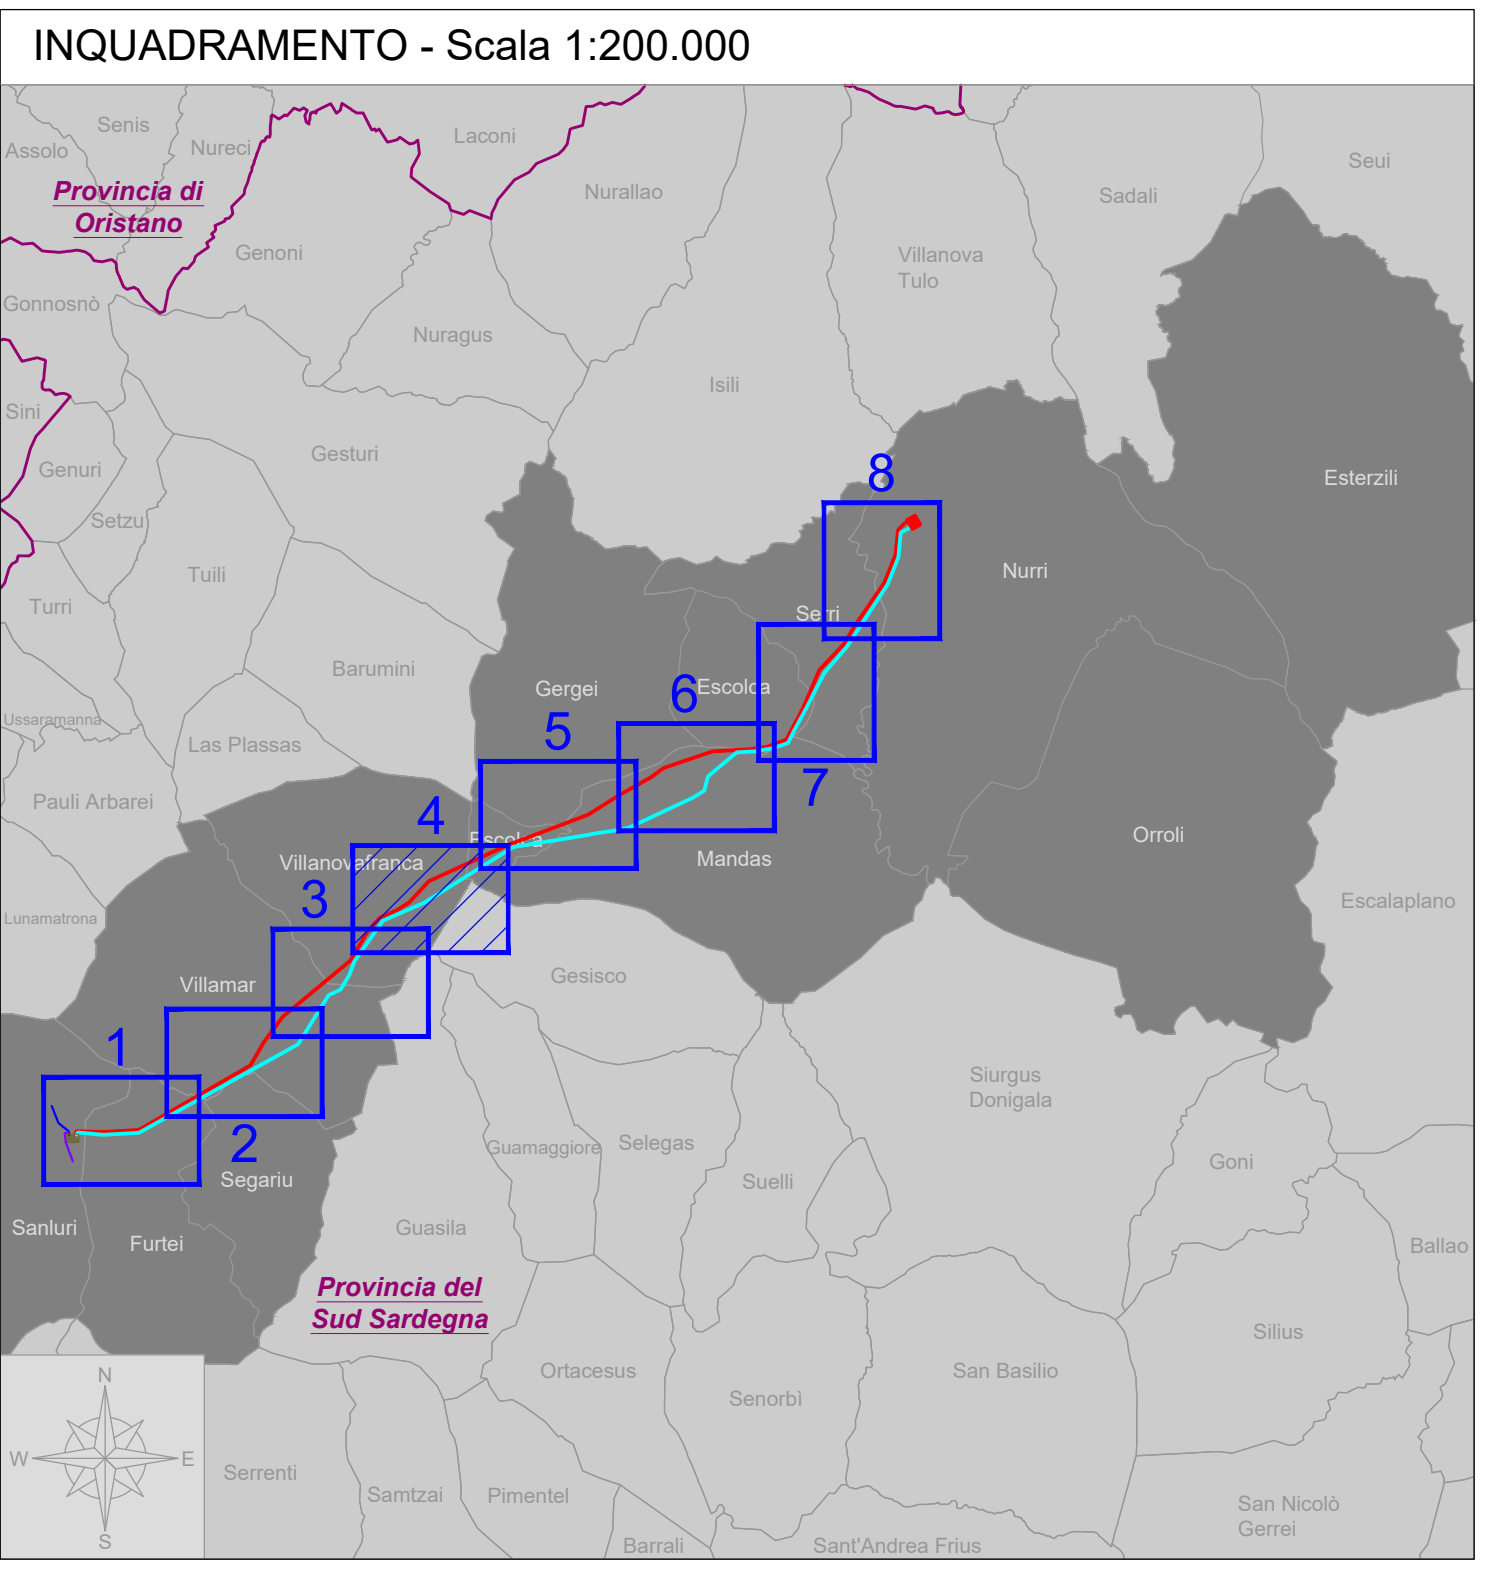 INQUADRAMENTO - Scala 1:200.000
Senis
Assolo
Nureci
Laconi
Seui
Provincia di
Oristano
Nurallao
Sadali
Genoni
Villanova
Tulo
Gonnosnò
Nuragus
Isili
Sini
Gesturi
Genuri
8
Esterzili
Setzu
Tuili
Nurri
Turri
Serri
Barumini
Gergei
6
Escolca
Ussaramanna
Las Plassas
5
7
Pauli Arbarei
4
Escolca
Orroli
Villanovafranca
Mandas
3
Escalaplano
Lunamatrona
Villamar
Gesisco
1
Siurgus
Donigala
2
Guamaggiore
Selegas
Goni
Segariu
Suelli
Sanluri
Furtei
Guasila
Ballao
Provincia del
Sud Sardegna
Silius
N
Ortacesus
San Basilio
Senorbì
W
E
Serrenti
Samtzai
Pimentel
San Nicolò
Gerrei
S
Barrali
Sant'Andrea Frius